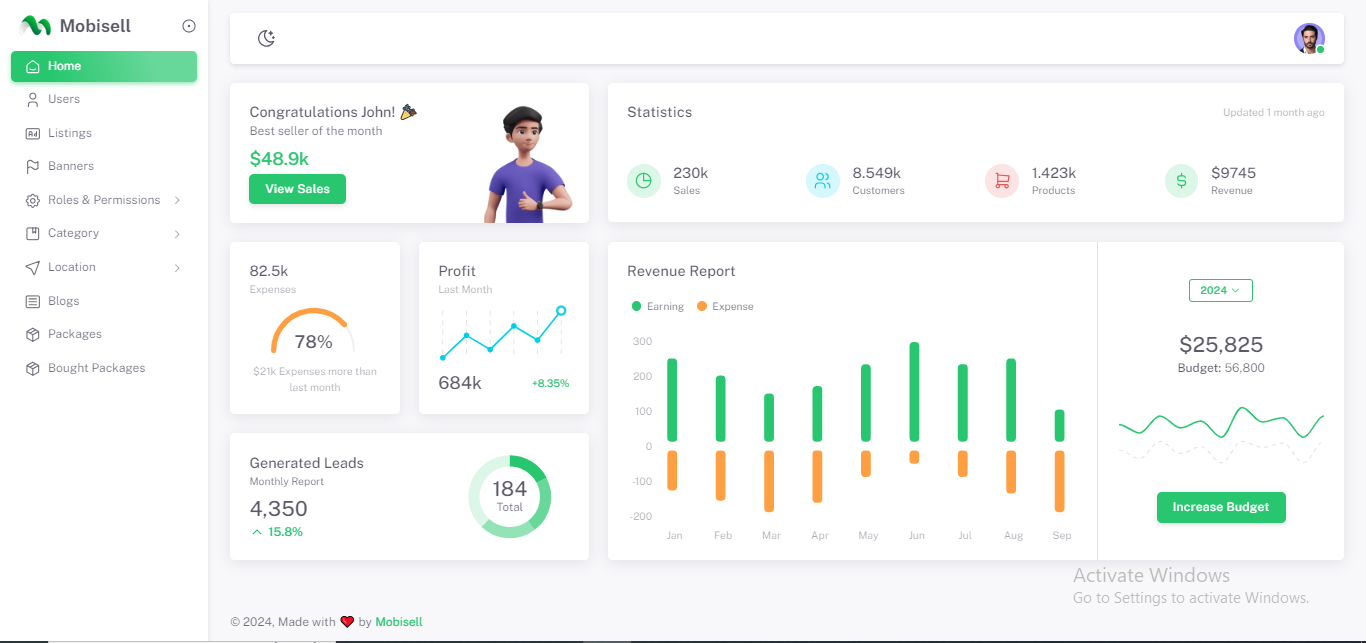 Mobisell
Home
Users
Listings
Banners
Roles & Permissions
Category
Location
Blogs
Packages
Bought Packages
Congratulations John!
Best seller of the month
$48.9k
View Sales
Statistics
Updated 1 month ago
230k
Sales
8.549k
Customers
1.423k
Products
$9745
Revenue
82.5k
Expenses
78%
$21k Expenses more than
last month
Profit
Last Month
684k
+8.35%
Generated Leads
Monthly Report
4,350
15.8%
184
Total
Revenue Report
Earning
Expense
300
200
100
0
-100
-200
Jan Feb Mar Apr May Jun Jul Aug Sep
2024
$25,825
Budget: 56,800
Increase Budget
Activate Windows
Go to Settings to activate Windows.
© 2024, Made with ❤️ by Mobisell